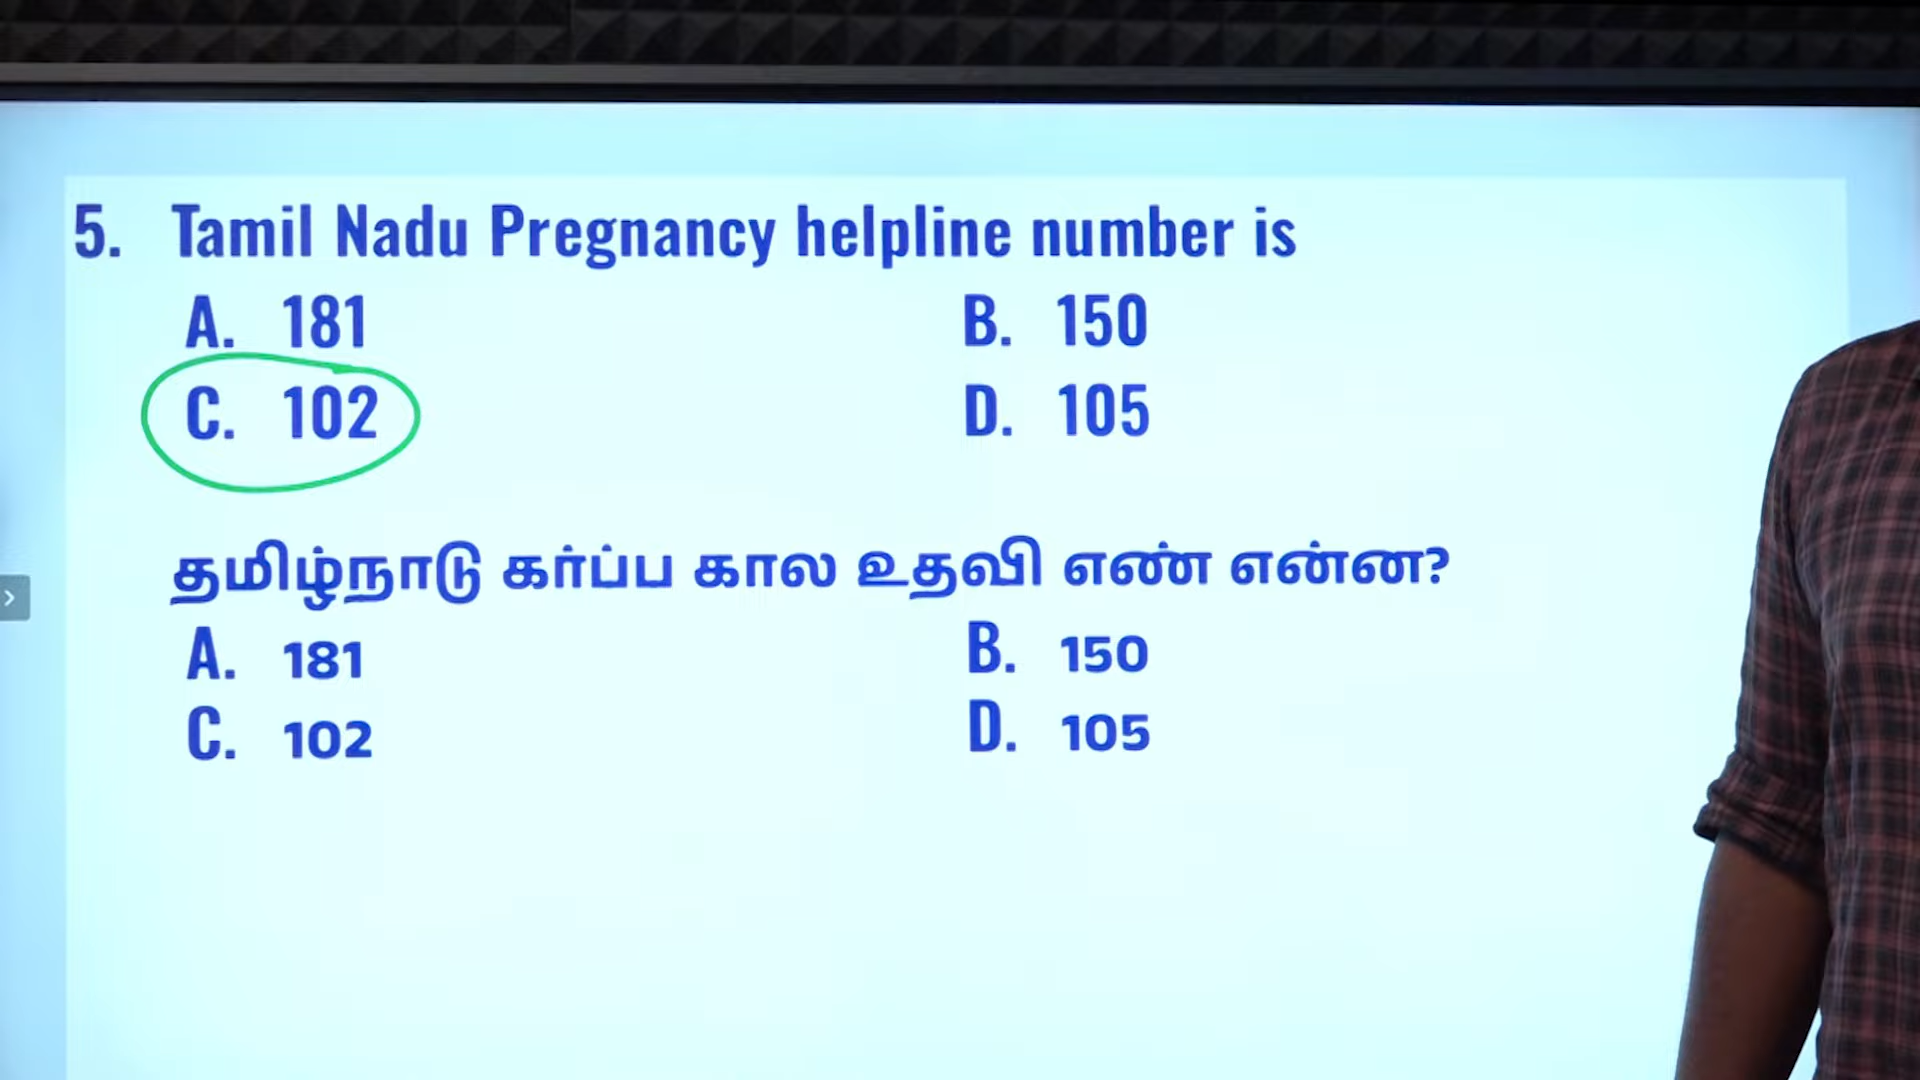 5. Tamil Nadu Pregnancy helpline number is
A. 181 B. 150
C. 102 D. 105
தமிழ்நாடு கர்ப்ப கால உதவி எண் என்ன?
A. 181 B. 150
C. 102 D. 105